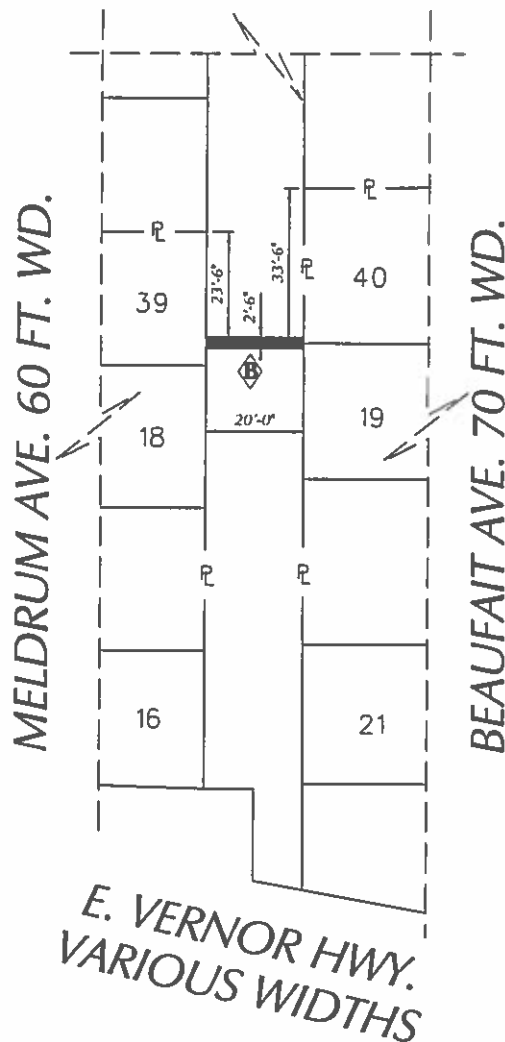 MELDRUM AVE. 60 FT. WD.
BEAUFAIT AVE. 70 FT. WD.
PL
PL
PL
39
40
23'-6"
2'-6"
33'-6"
B
20'-0"
18
19
PL
PL
16
21
E. VERNOR HWY.
VARIOUS WIDTHS